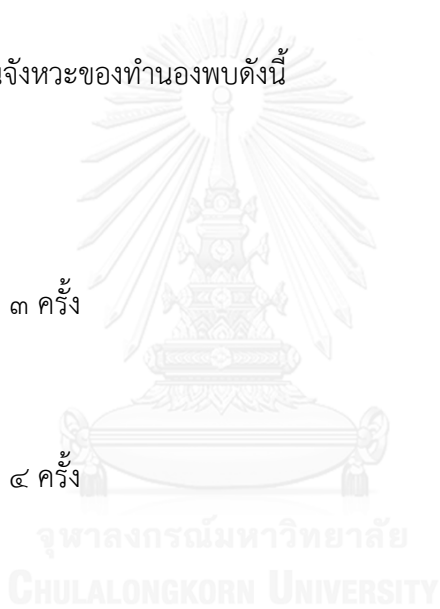 นจังหวะของทำนองพบดังนี้
๓ ครั้ง
๔ ครั้ง
จุฬาลงกรณ์มหาวิทยาลัย
CHULALONGKORN UNIVERSITY